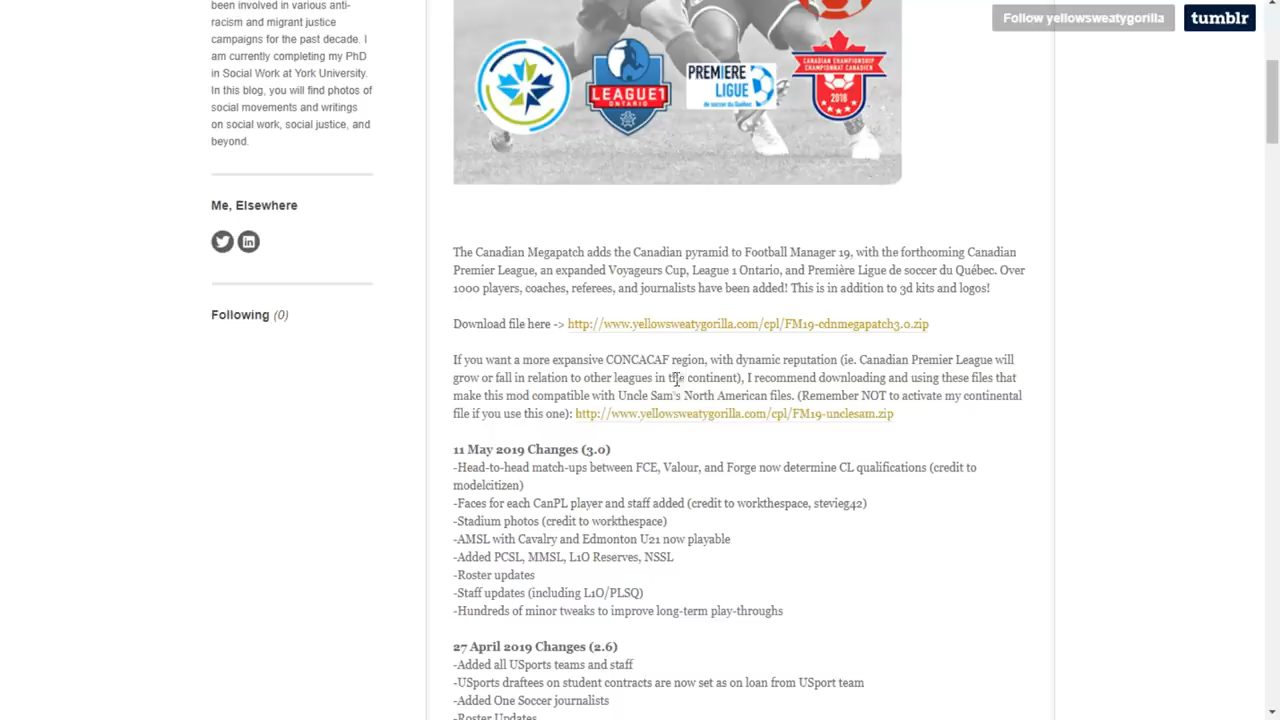 been involved in various anti-
racism and migrant justice
campaigns for the past decade. I
am currently completing my PhD
in Social Work at York University.
In this blog, you will find photos of
social movements and writings
on social work, social justice, and
beyond.
Me, Elsewhere
Following (0)
Follow yellowsweatygorilla
tumblr
LEAGUE1
ONTARIO
PREMIERE
LIGUE
de soccer du Québec
CANADIAN CHAMPIONSHIP
CHAMPIONNAT CANADIEN
2018
The Canadian Megapatch adds the Canadian pyramid to Football Manager 19, with the forthcoming Canadian
Premier League, an expanded Voyageurs Cup, League 1 Ontario, and Première Ligue de soccer du Québec. Over
1000 players, coaches, referees, and journalists have been added! This is in addition to 3d kits and logos!
Download file here -> http://www.yellowsweatygorilla.com/cpl/FM19-cdnmegapatch3.0.zip
If you want a more expansive CONCACAF region, with dynamic reputation (ie. Canadian Premier League will
grow or fall in relation to other leagues in the continent), I recommend downloading and using these files that
make this mod compatible with Uncle Sam's North American files. (Remember NOT to activate my continental
file if you use this one): http://www.yellowsweatygorilla.com/cpl/FM19-unclesam.zip
11 May 2019 Changes (3.0)
-Head-to-head match-ups between FCE, Valour, and Forge now determine CL qualifications (credit to
modelcitizen)
-Faces for each CanPL player and staff added (credit to workthespace, stevieg42)
-Stadium photos (credit to workthespace)
-AMSL with Cavalry and Edmonton U21 now playable
-Added PCSL, MMSL, L1O Reserves, NSSL
-Roster updates
-Staff updates (including L1O/PLSQ)
-Hundreds of minor tweaks to improve long-term play-throughs
27 April 2019 Changes (2.6)
-Added all USports teams and staff
-USports draftees on student contracts are now set as on loan from USport team
-Added One Soccer journalists
-Roster Updates